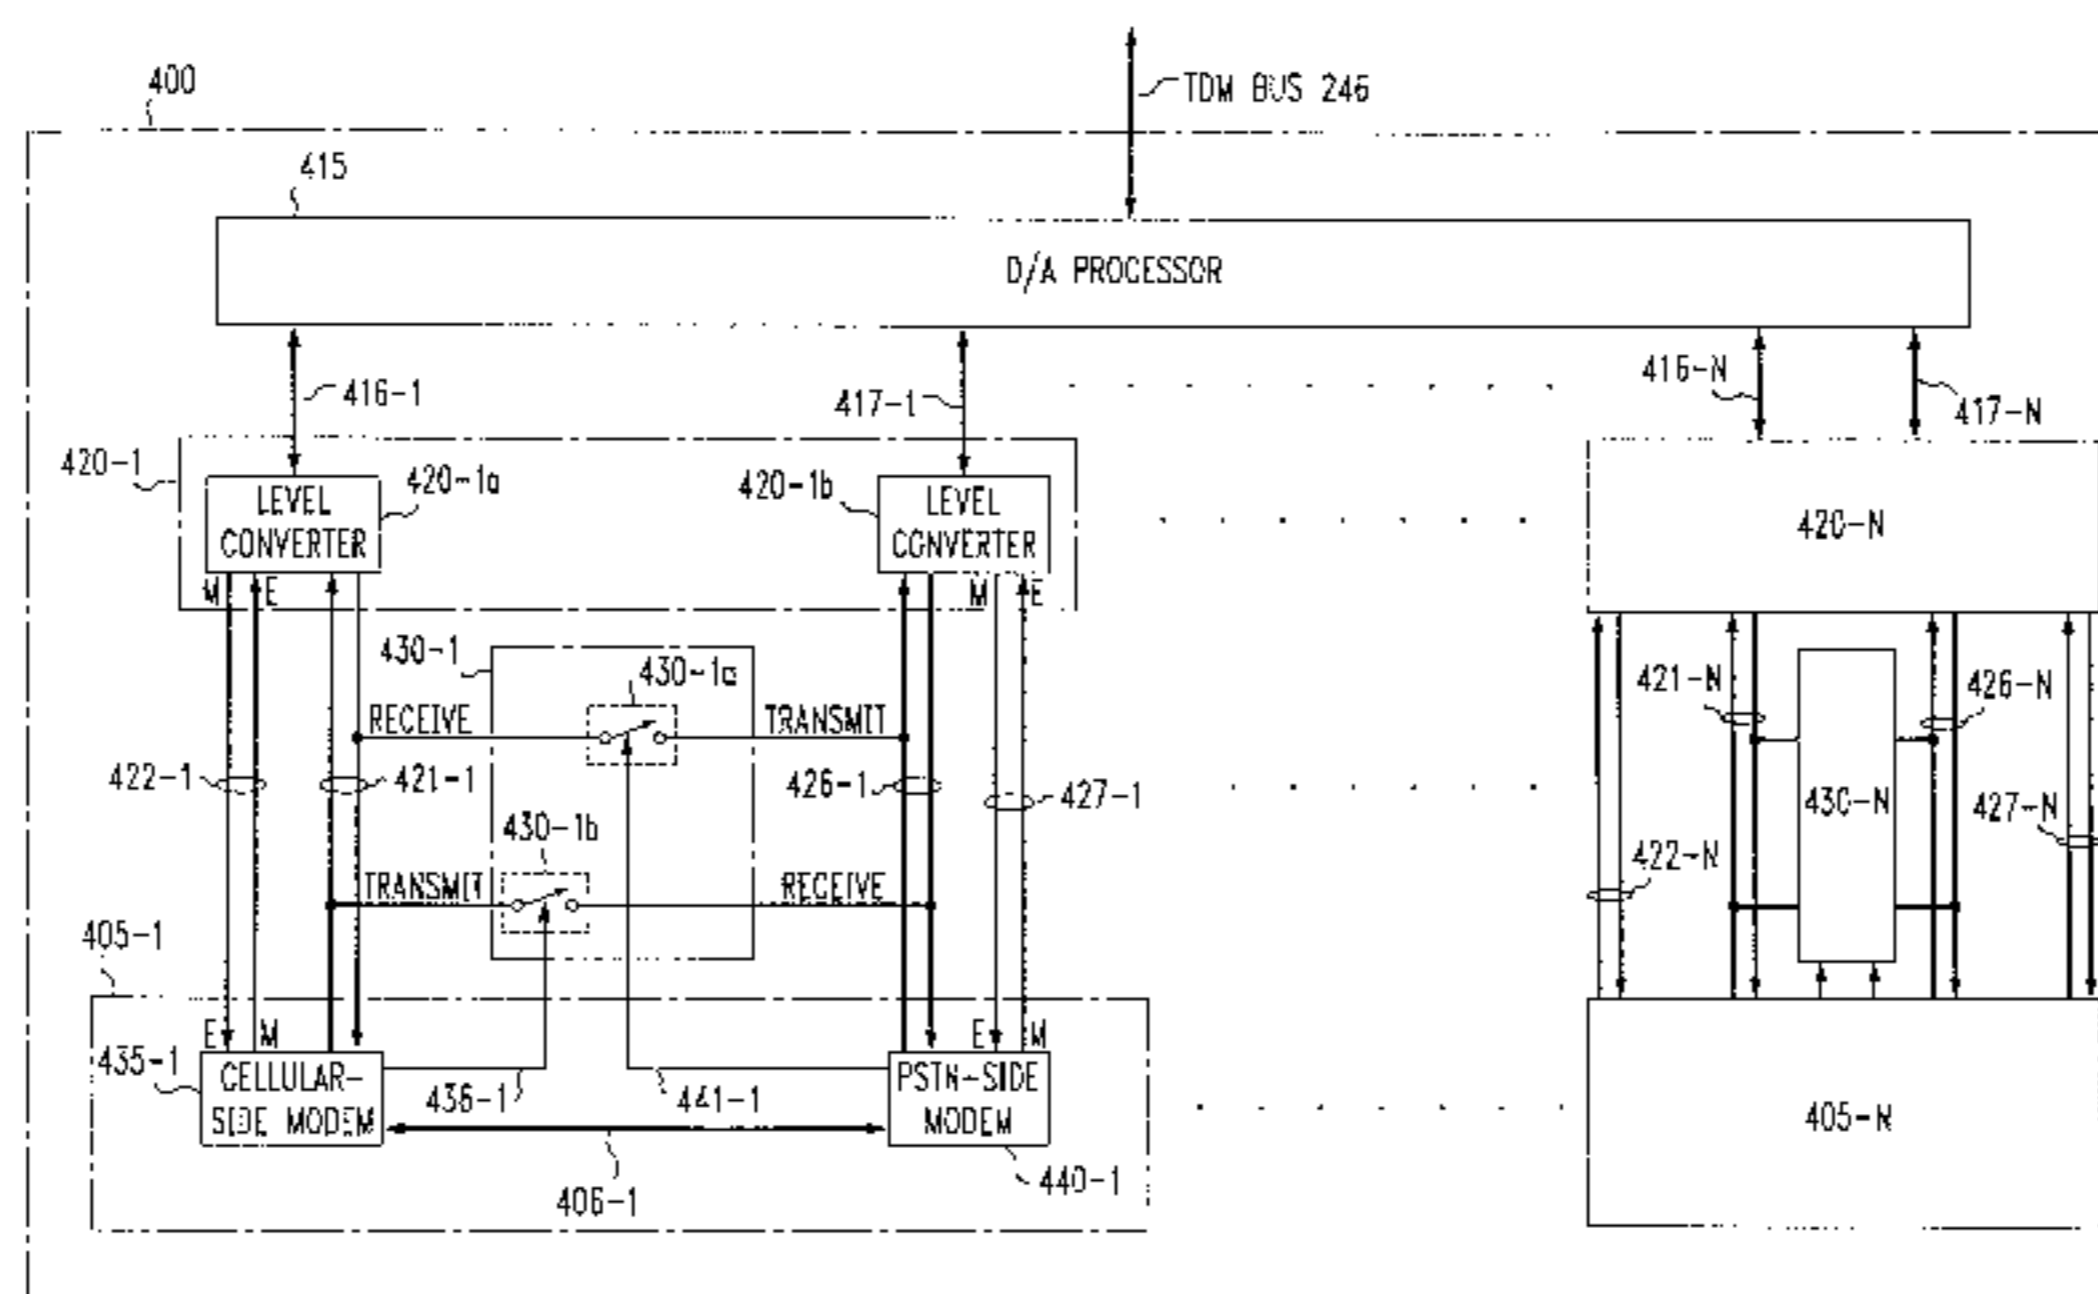 400
TDM BUS 246
415
D/A PROCESSOR
416-1
417-1
416-N
417-N
420-1
LEVEL
CONVERTER
420-1a
420-1b
LEVEL
CONVERTER
420-N
M
E
M
E
430-1
430-1a
RECEIVE
TRANSMIT
421-N
426-N
422-1
421-1
426-1
427-1
430-N
427-N
430-1b
422-N
TRANSMIT
RECEIVE
405-1
E
M
E
M
435-1
CELLULAR-
SIDE MODEM
436-1
441-1
PSTN-SIDE
MODEM
405-N
406-1
440-1